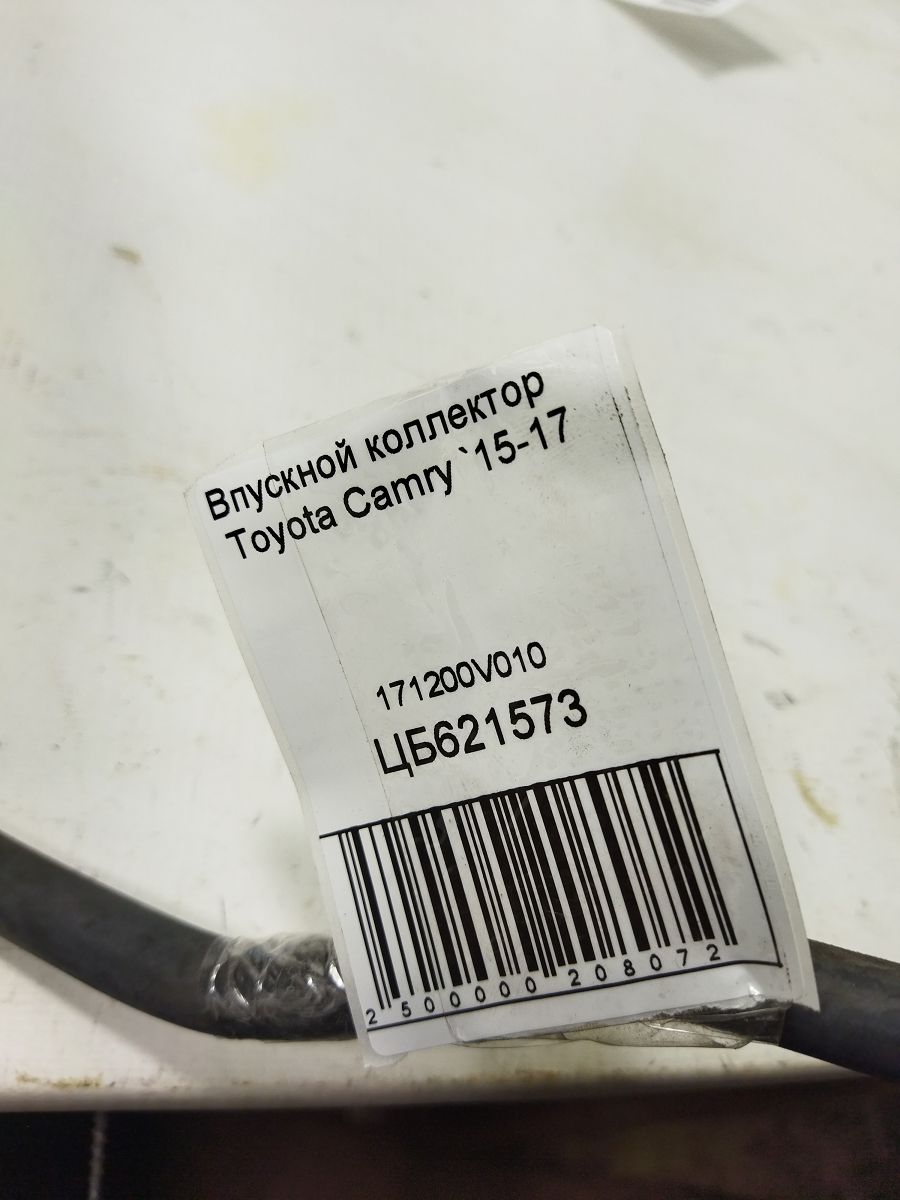 Впускной коллектор
Toyota Camry `15-17
171200V010
ЦБ621573
2 500000 208072